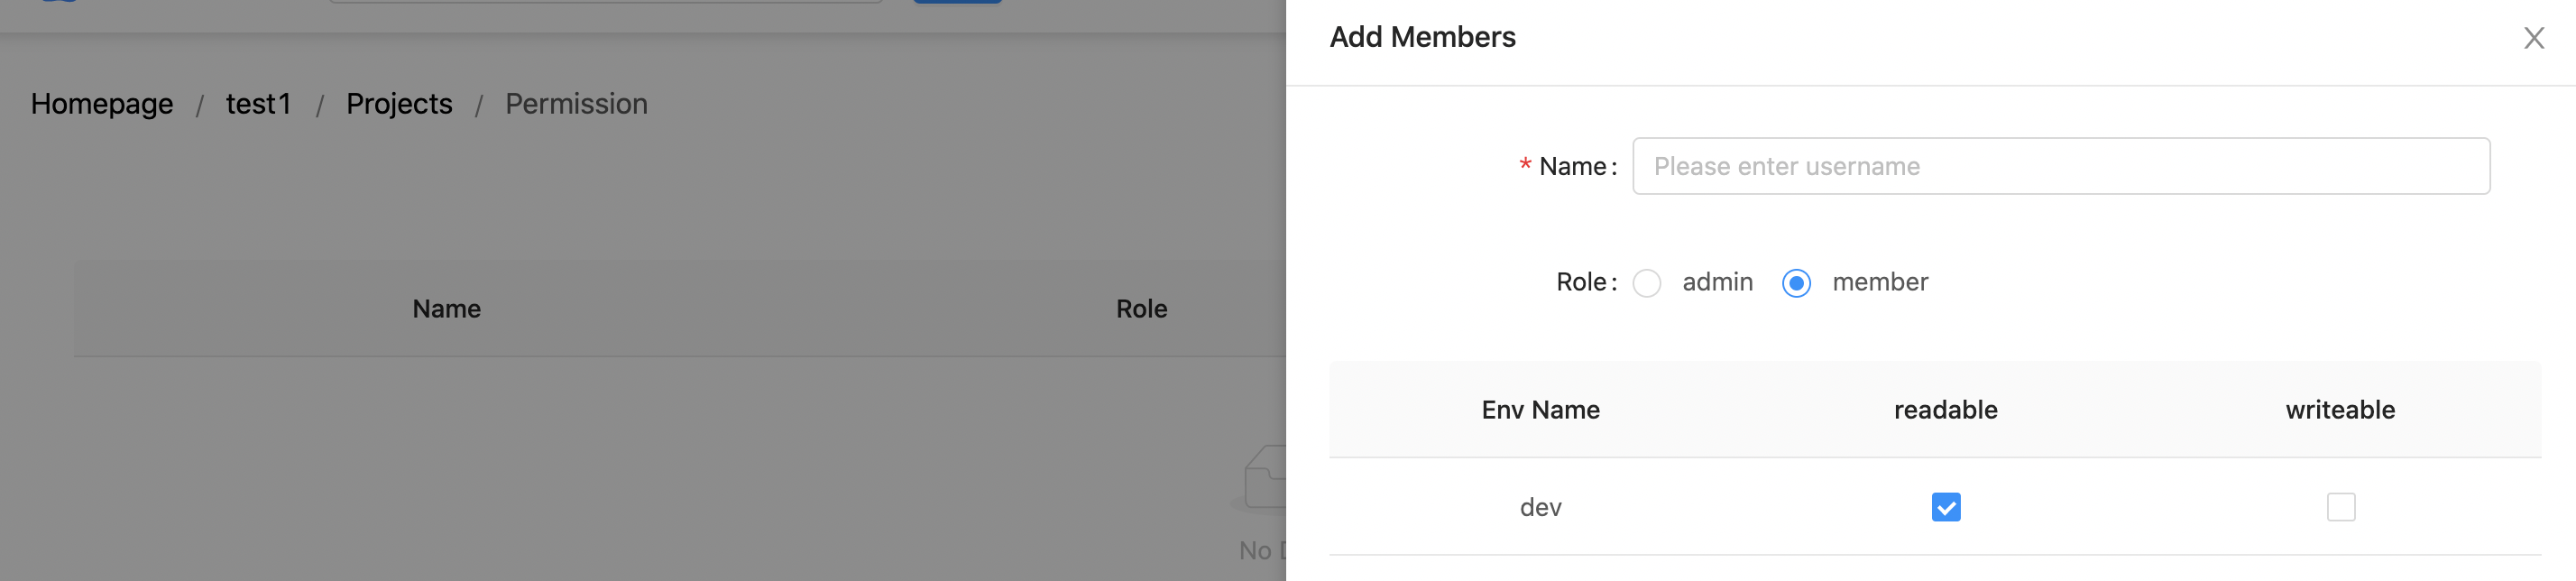 Homepage / test1 / Projects / Permission
Name Role
No
Add Members
* Name:
Please enter username
Role: admin member
Env Name readable writeable
dev